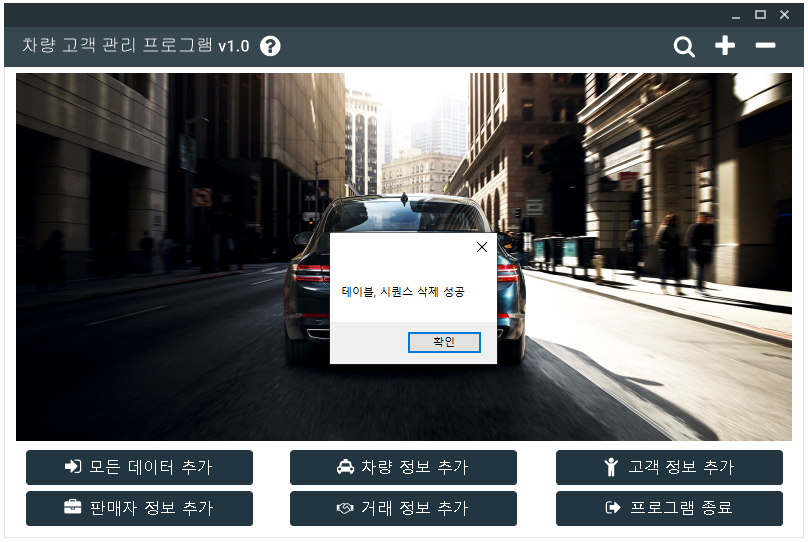 차량 고객 관리 프로그램 v1.0
테이블, 시퀀스 삭제 성공
확인
모든 데이터 추가
차량 정보 추가
고객 정보 추가
판매자 정보 추가
거래 정보 추가
프로그램 종료